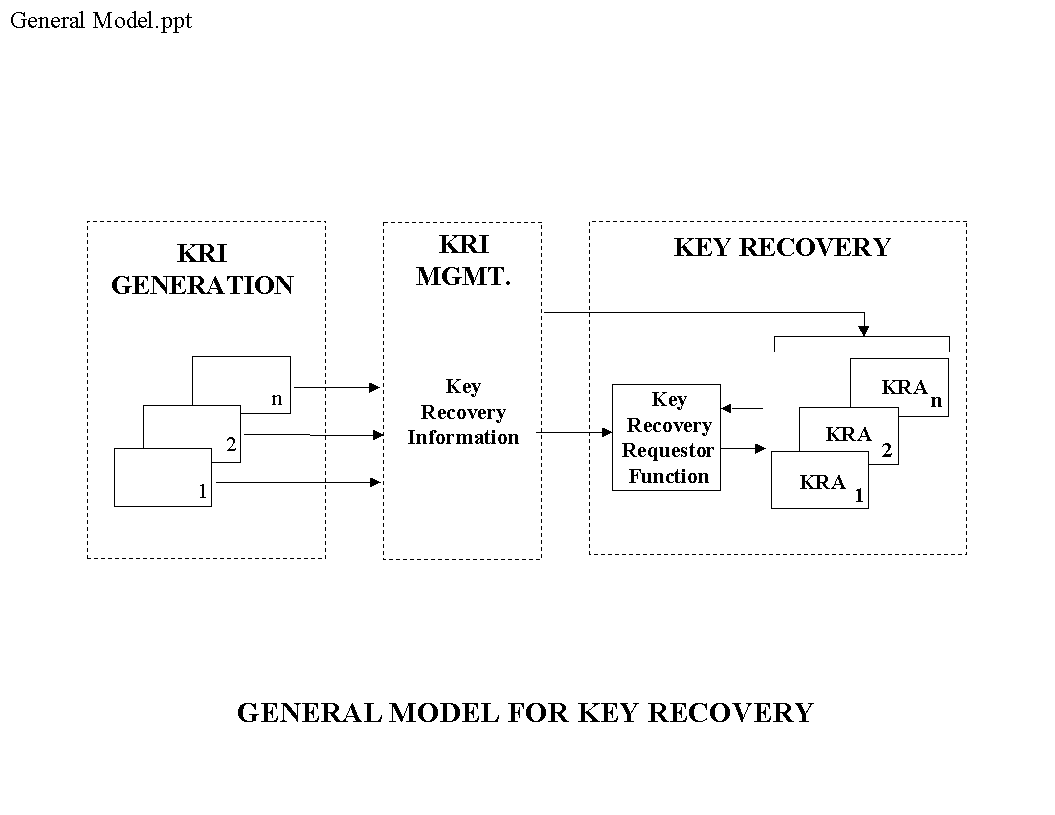 General Model.ppt
KRI
GENERATION
n
2
1
KRI
MGMT.
Key
Recovery
Information
KEY RECOVERY
Key
Recovery
Requestor
Function
KRA n
KRA 2
KRA 1
GENERAL MODEL FOR KEY RECOVERY